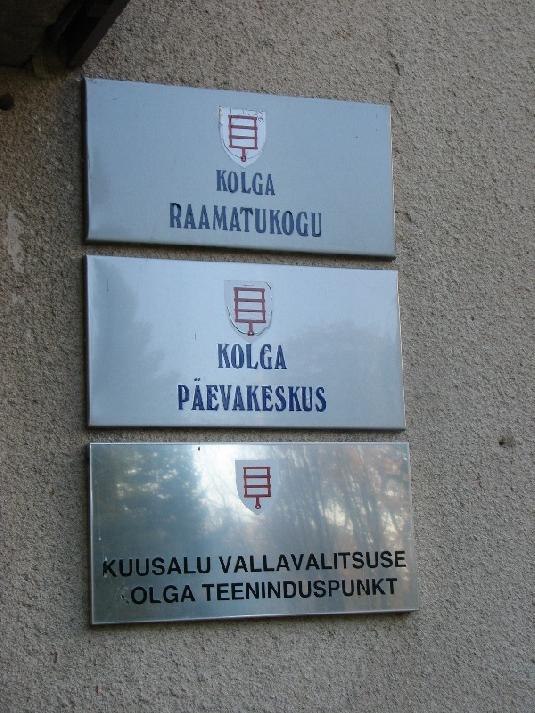 KOLGA
RAAMATUKOGU
KOLGA
PÄEVAKESKUS
KUUSALU VALLAVALITSUSE
KOLGA TEENINDUSPUNKT